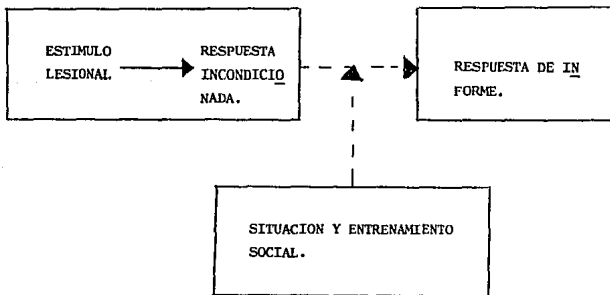 ESTIMULO
LESIONAL
RESPUESTA
INCONDICIO
NADA.
RESPUESTA DE IN
FORME.
SITUACION Y ENTRENAMIENTO
SOCIAL.